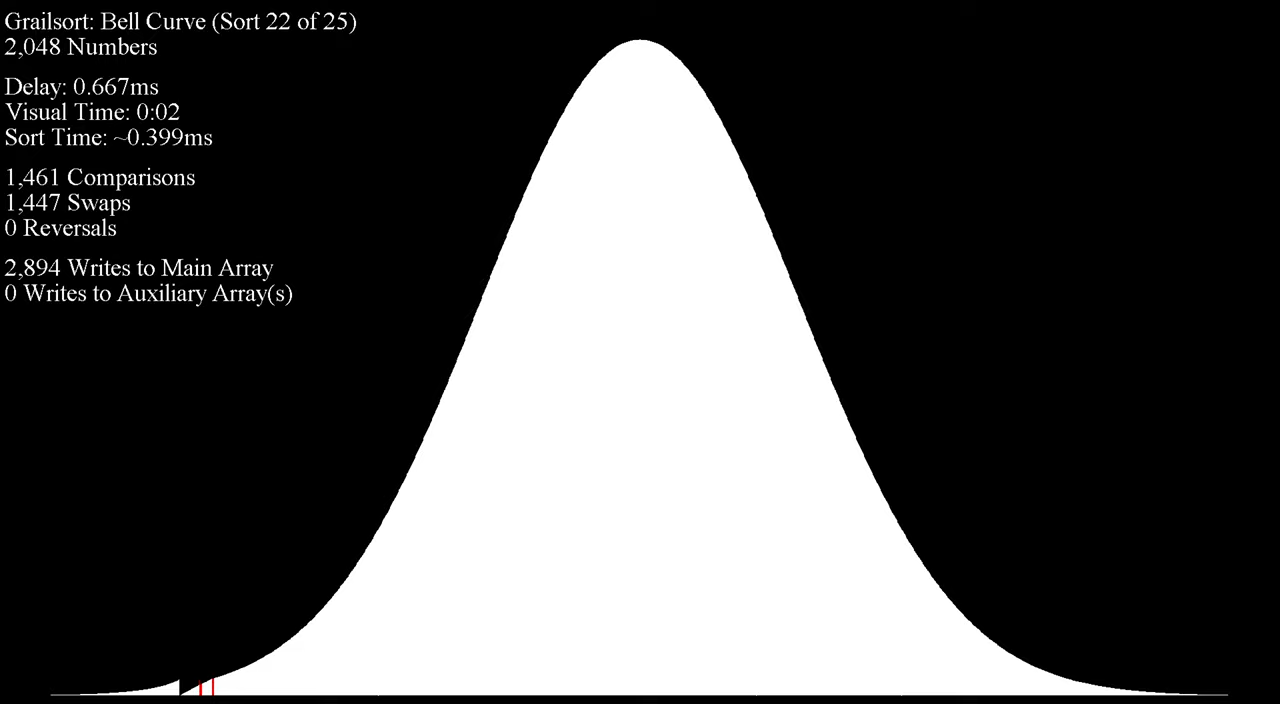 Grailsort: Bell Curve (Sort 22 of 25)
2,048 Numbers
Delay: 0.667ms
Visual Time: 0:02
Sort Time: ~0.399ms
1,461 Comparisons
1,447 Swaps
0 Reversals
2,894 Writes to Main Array
0 Writes to Auxiliary Array(s)